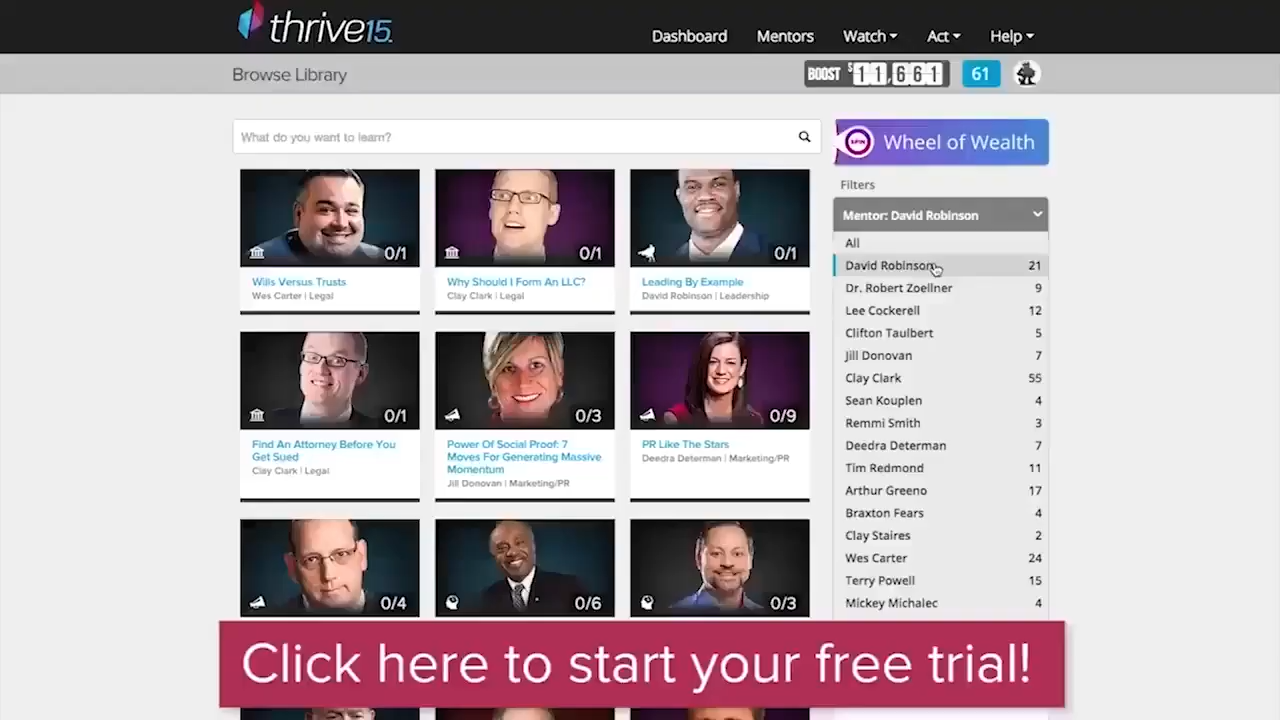 thrive15
Dashboard
Mentors
Watch
Act
Help
Browse Library
BOOST $11,661
61
What do you want to learn?
SPIN
Wheel of Wealth
0/1
Wills Versus Trusts
Wes Carter | Legal
0/1
Why Should I Form An LLC?
Clay Clark | Legal
0/1
Leading By Example
David Robinson | Leadership
0/1
Find An Attorney Before You
Get Sued
Clay Clark | Legal
0/3
Power Of Social Proof: 7
Moves For Generating Massive
Momentum
Jill Donovan | Marketing/PR
0/9
PR Like The Stars
Deedra Determan | Marketing/PR
0/4
0/6
0/3
Filters
Mentor: David Robinson
All
David Robinson 21
Dr. Robert Zoellner 9
Lee Cockerell 12
Clifton Taulbert 5
Jill Donovan 7
Clay Clark 55
Sean Kouplen 4
Remmi Smith 3
Deedra Determan 7
Tim Redmond 11
Arthur Greeno 17
Braxton Fears 4
Clay Staires 2
Wes Carter 24
Terry Powell 15
Mickey Michalec 4
Click here to start your free trial!